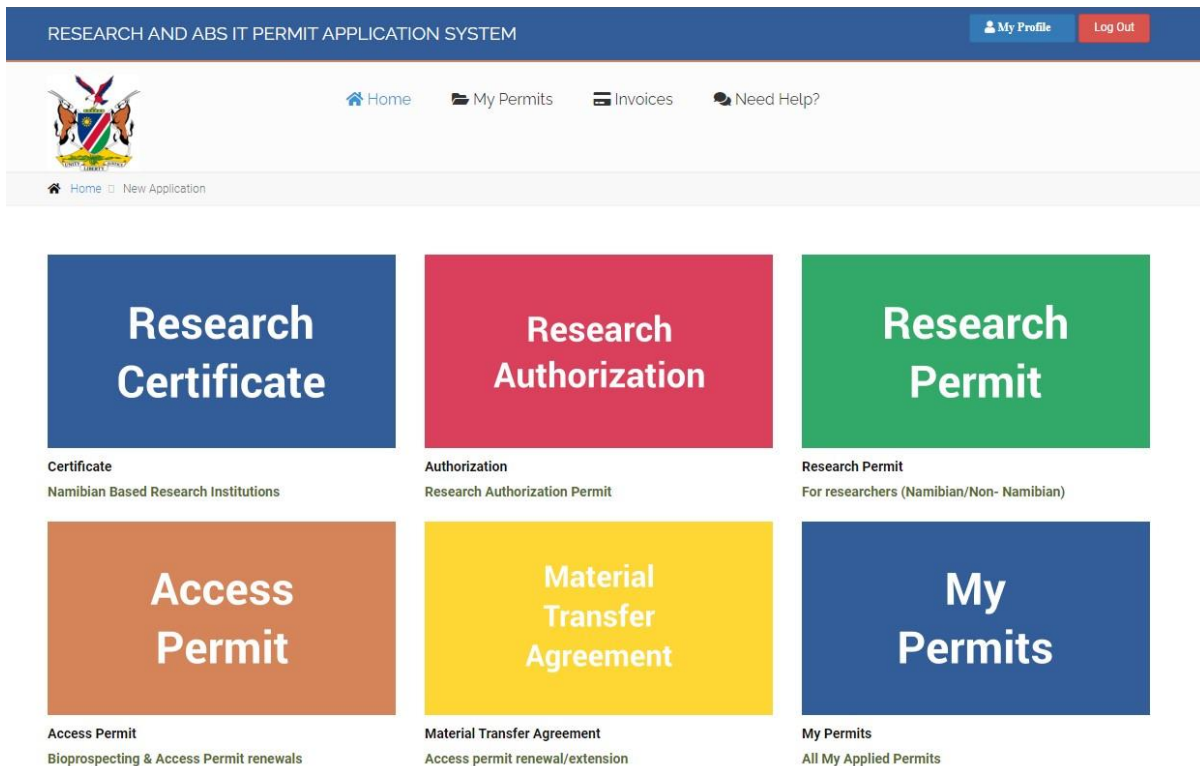 RESEARCH AND ABS IT PERMIT APPLICATION SYSTEM
My Profile
Log Out
Home
My Permits
Invoices
Need Help?
UNITY LIBERTY JUSTICE
Home
New Application
Research
Certificate
Research
Authorization
Research
Permit
Certificate
Namibian Based Research Institutions
Authorization
Research Authorization Permit
Research Permit
For researchers (Namibian/Non- Namibian)
Access
Permit
Material
Transfer
Agreement
My
Permits
Access Permit
Bioprospecting & Access Permit renewals
Material Transfer Agreement
Access permit renewal/extension
My Permits
All My Applied Permits